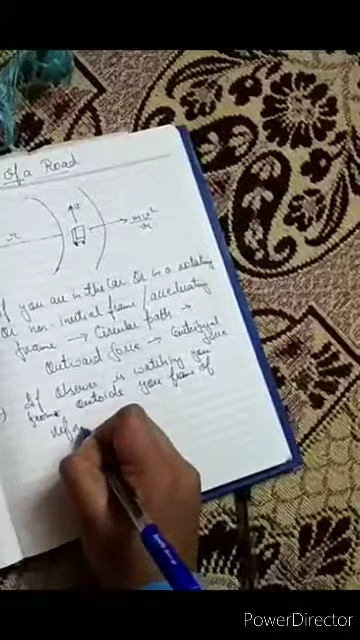 of a Road
v
r
mv²
r
If you are in the car Or in a rotating
Or non-initial frame / accelerating
frame → Circular path →
Outward force → Centrifugal
force
If observer is watching you
from outside your frame of
PowerDirector